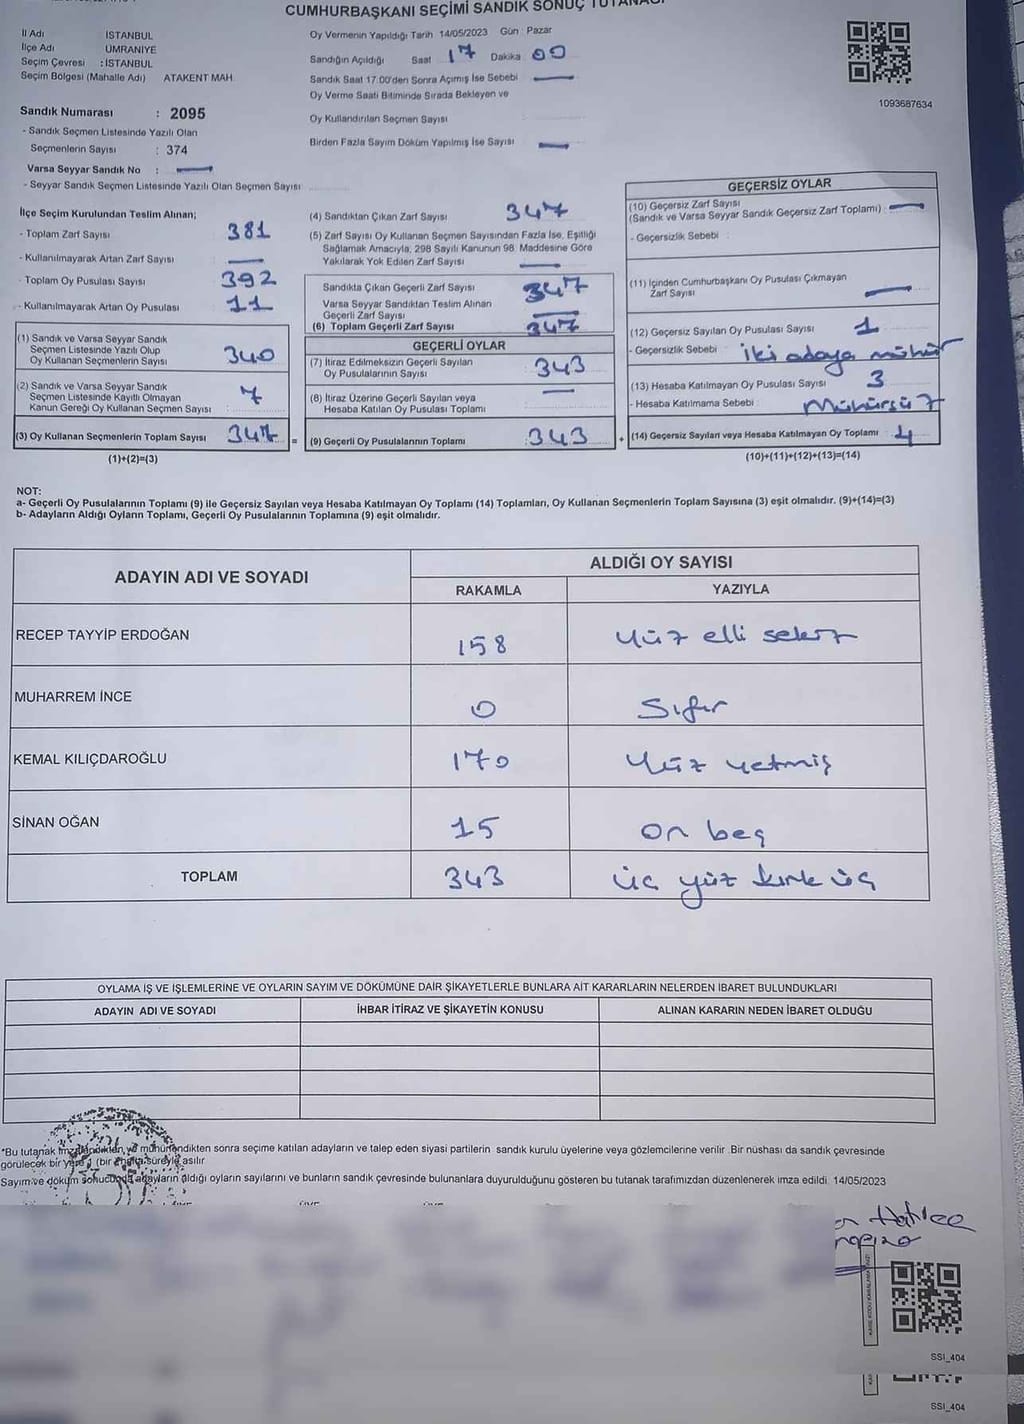 CUMHURBAŞKANI SEÇİMİ SANDIK SONUÇ TUTANAĞI
İl Adı İSTANBUL
İlçe Adı ÜMRANİYE
Seçim Çevresi : İSTANBUL
Seçim Bölgesi (Mahalle Adı) ATAKENT MAH.
Sandık Numarası : 2095
- Sandık Seçmen Listesinde Yazılı Olan
Seçmenlerin Sayısı : 374
Varsa Seyyar Sandık No : —
- Seyyar Sandık Seçmen Listesinde Yazılı Olan Seçmen Sayısı
Oy Vermenin Yapıldığı Tarih 14/05/2023 Gün : Pazar
Sandığın Açıldığı Saat 17 Dakika 00
Sandık Saat 17:00'den Sonra Açımış İse Sebebi —
Oy Verme Saati Bitiminde Sırada Bekleyen ve
Oy Kullandırılan Seçmen Sayısı
Birden Fazla Sayım Döküm Yapılmış İse Sayısı —
1093687634
İlçe Seçim Kurulundan Teslim Alınan;
- Toplam Zarf Sayısı 381
- Kullanılmayarak Artan Zarf Sayısı —
- Toplam Oy Pusulası Sayısı 392
- Kullanılmayarak Artan Oy Pusulası 11
(1) Sandık ve Varsa Seyyar Sandık
Seçmen Listesinde Yazılı Olup
Oy Kullanan Seçmenlerin Sayısı 340
(2) Sandık ve Varsa Seyyar Sandık
Seçmen Listesinde Kayıtlı Olmayan
Kanun Gereği Oy Kullanan Seçmen Sayısı 7
(3) Oy Kullanan Seçmenlerin Toplam Sayısı 347 =
(1)+(2)=(3)
(4) Sandıktan Çıkan Zarf Sayısı 347
(5) Zarf Sayısı Oy Kullanan Seçmen Sayısından Fazla İse, Eşitliği
Sağlamak Amacıyla, 298 Sayılı Kanunun 98. Maddesine Göre
Yakılarak Yok Edilen Zarf Sayısı —
Sandıkta Çıkan Geçerli Zarf Sayısı 347
Varsa Seyyar Sandıktan Teslim Alınan
Geçerli Zarf Sayısı —
(6) Toplam Geçerli Zarf Sayısı 347
GEÇERLİ OYLAR
(7) İtiraz Edilmeksizin Geçerli Sayılan
Oy Pusulalarının Sayısı 343
(8) İtiraz Üzerine Geçerli Sayılan veya
Hesaba Katılan Oy Pusulası Toplamı —
(9) Geçerli Oy Pusulalarının Toplamı 343 +
GEÇERSİZ OYLAR
(10) Geçersiz Zarf Sayısı
(Sandık ve Varsa Seyyar Sandık Geçersiz Zarf Toplamı) —
- Geçersizlik Sebebi :
(11) İçinden Cumhurbaşkanı Oy Pusulası Çıkmayan
Zarf Sayısı —
(12) Geçersiz Sayılan Oy Pusulası Sayısı 1
- Geçersizlik Sebebi iki adaya mühür
(13) Hesaba Katılmayan Oy Pusulası Sayısı 3
- Hesaba Katılmama Sebebi : Mühürsüz
(14) Geçersiz Sayılan veya Hesaba Katılmayan Oy Toplamı 4
(10)+(11)+(12)+(13)=(14)
NOT:
a- Geçerli Oy Pusulalarının Toplamı (9) ile Geçersiz Sayılan veya Hesaba Katılmayan Oy Toplamı (14) Toplamları, Oy Kullanan Seçmenlerin Toplam Sayısına (3) eşit olmalıdır. (9)+(14)=(3)
b- Adayların Aldığı Oyların Toplamı, Geçerli Oy Pusulalarının Toplamına (9) eşit olmalıdır.
ADAYIN ADI VE SOYADI ALDIĞI OY SAYISI
RAKAMLA YAZIYLA
RECEP TAYYİP ERDOĞAN 158 Yüz elli sekiz
MUHARREM İNCE 0 Sıfır
KEMAL KILIÇDAROĞLU 170 Yüz yetmiş
SİNAN OĞAN 15 on beş
TOPLAM 343 üç yüz kırk üç
OYLAMA İŞ VE İŞLEMLERİNE VE OYLARIN SAYIM VE DÖKÜMÜNE DAİR ŞİKAYETLERLE BUNLARA AİT KARARLARIN NELERDEN İBARET BULUNDUKLARI
ADAYIN ADI VE SOYADI İHBAR İTİRAZ VE ŞİKAYETİN KONUSU ALINAN KARARIN NEDEN İBARET OLDUĞU
*Bu tutanak imzalandıktan ve mühürlendikten sonra seçime katılan adayların ve talep eden siyasi partilerin sandık kurulu üyelerine veya gözlemcilerine verilir. Bir nüshası da sandık çevresinde
görülecek bir yere (bir hafta süreyle) asılır
Sayım ve döküm sonucunda adayların aldığı oyların sayılarını ve bunların sandık çevresinde bulunanlara duyurulduğunu gösteren bu tutanak tarafımızdan düzenlenerek imza edildi. 14/05/2023
Hatice
SSI_404
SSI_404